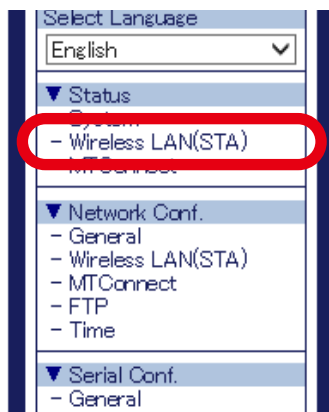 Select Language
English
▼ Status
- System
- Wireless LAN(STA)
- MTConnect
▼ Network Conf.
- General
- Wireless LAN(STA)
- MTConnect
- FTP
- Time
▼ Serial Conf.
- General